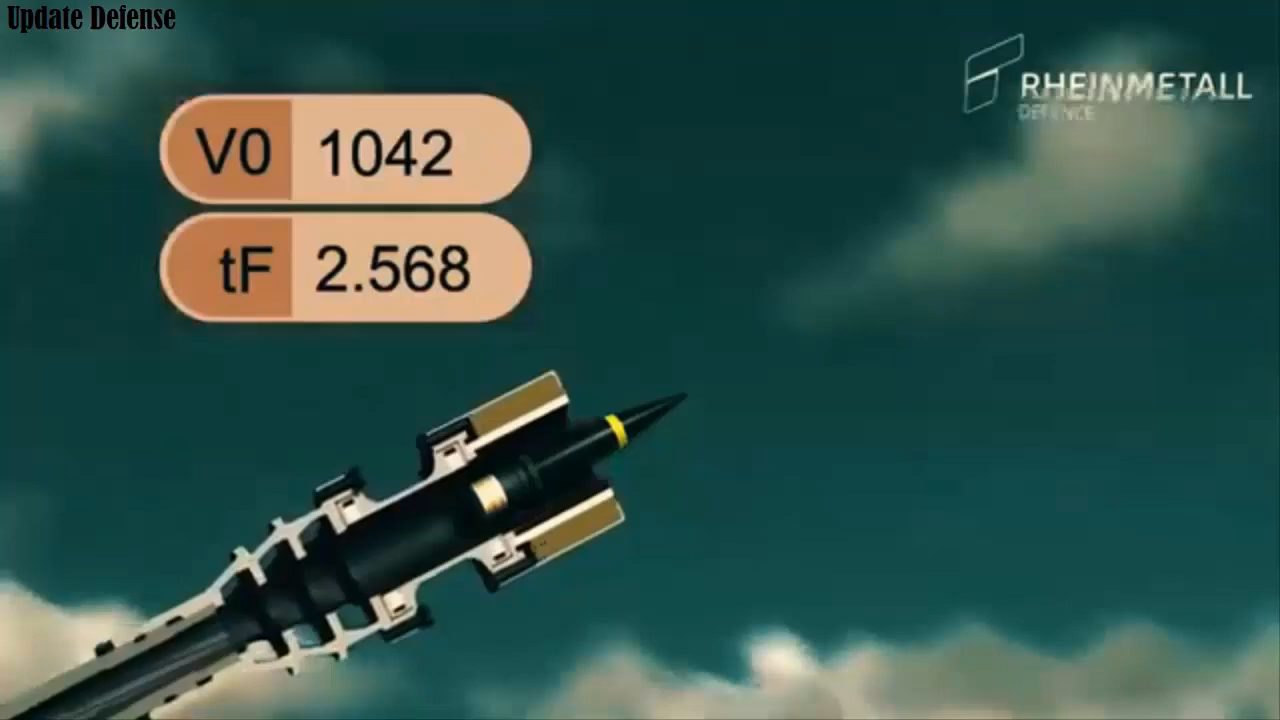 Update Defense
RHEINMETALL
DEFENCE
V0 1042
tF 2.568